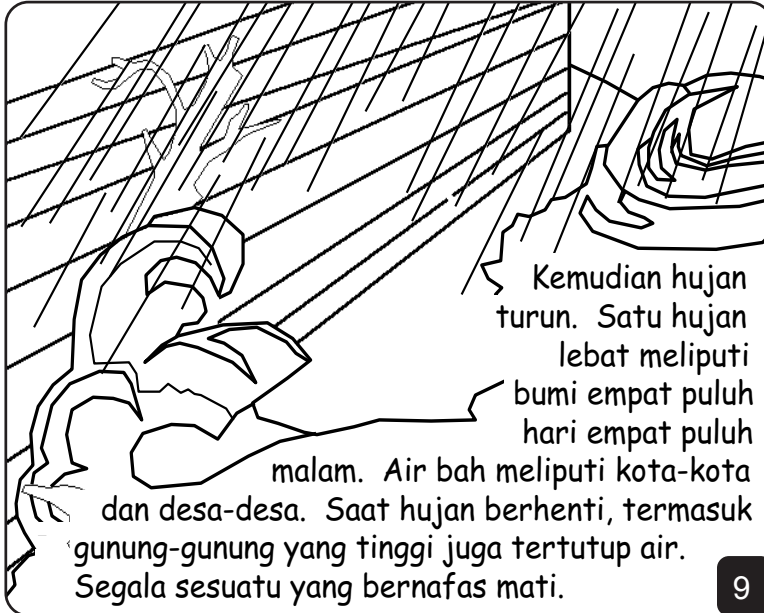 Kemudian hujan
turun. Satu hujan
lebat meliputi
bumi empat puluh
hari empat puluh
malam. Air bah meliputi kota-kota
dan desa-desa. Saat hujan berhenti, termasuk
gunung-gunung yang tinggi juga tertutup air.
Segala sesuatu yang bernafas mati.
9